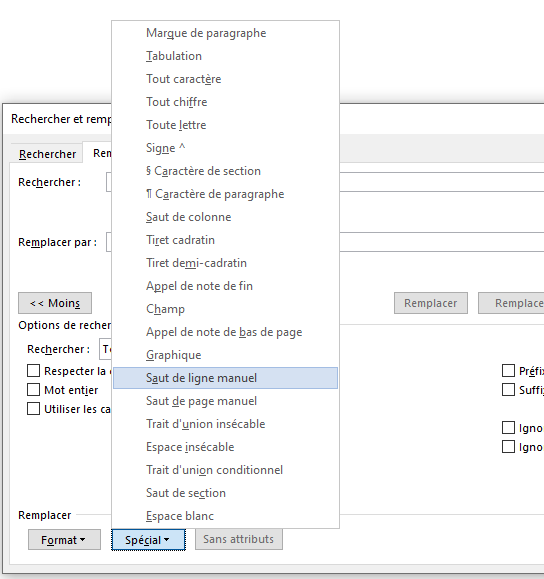 Marque de paragraphe
Tabulation
Tout caractère
Tout chiffre
Toute lettre
Signe ^
§ Caractère de section
¶ Caractère de paragraphe
Saut de colonne
Tiret cadratin
Tiret demi-cadratin
Appel de note de fin
Champ
Appel de note de bas de page
Graphique
Saut de ligne manuel
Saut de page manuel
Trait d'union insécable
Espace insécable
Trait d'union conditionnel
Saut de section
Espace blanc
Rechercher et remp
Rechercher
Rem
Rechercher :
Remplacer par :
<< Moins
Remplacer
Remplace
Options de recher
Rechercher :
Respecter la
Préfix
Mot entier
Suffi
Utiliser les ca
Igno
Igno
Remplacer
Format
Spécial
Sans attributs